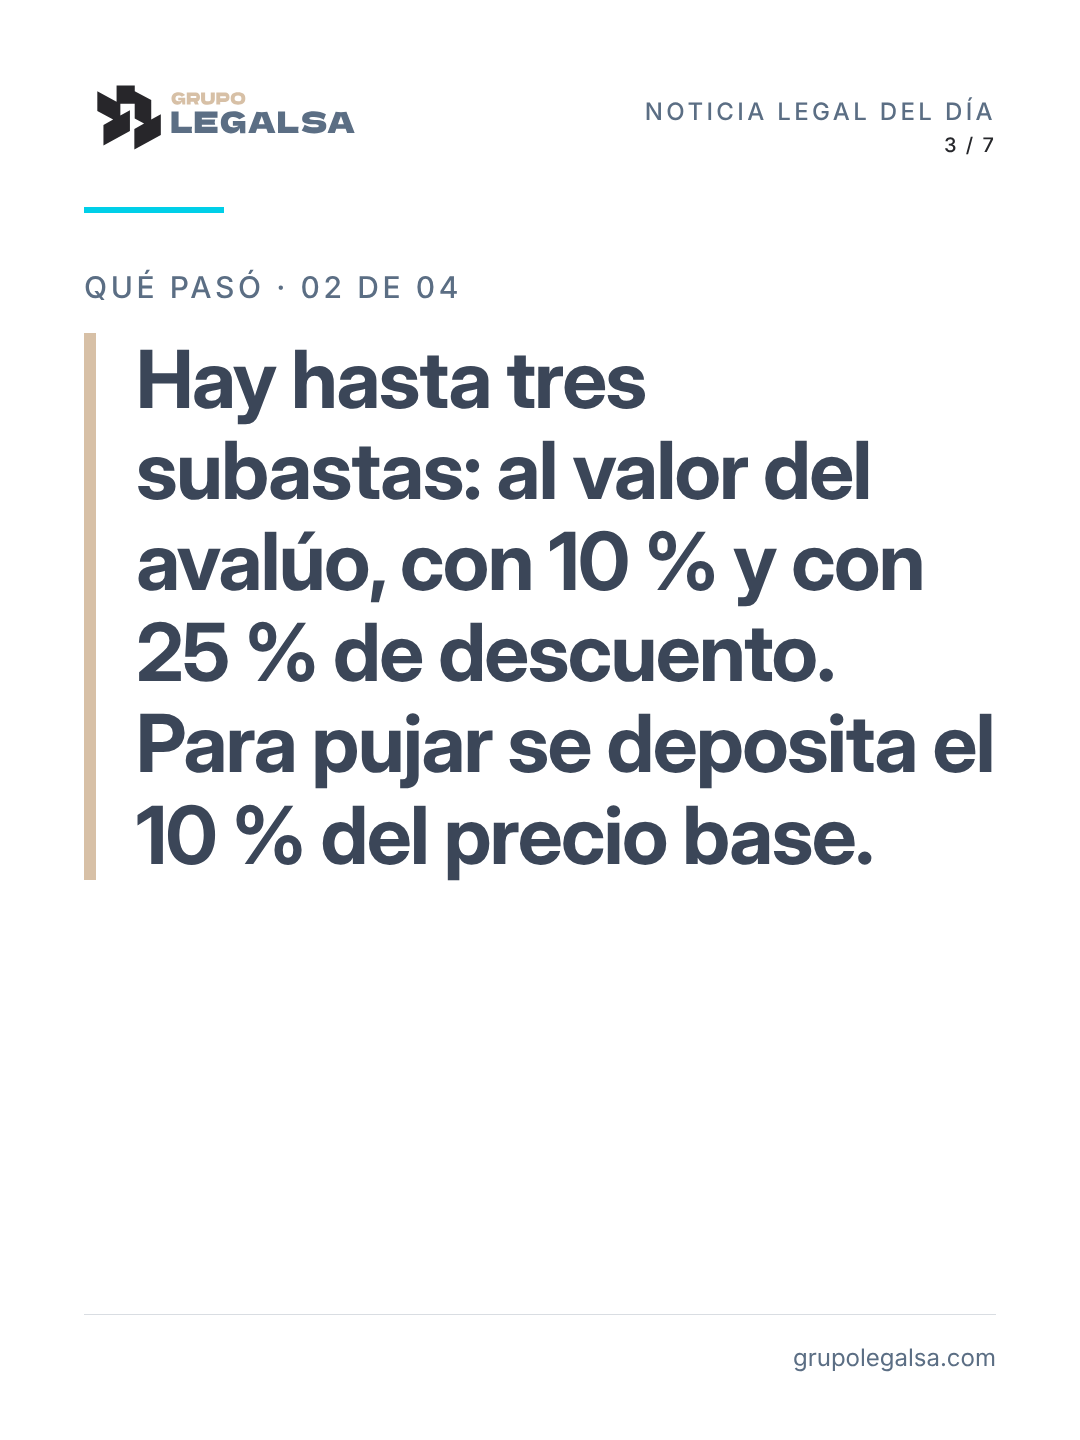 GRUPO
LEGALSA
NOTICIA LEGAL DEL DÍA
3 / 7
QUÉ PASÓ · 02 DE 04
Hay hasta tres
subastas: al valor del
avalúo, con 10 % y con
25 % de descuento.
Para pujar se deposita el
10 % del precio base.
grupolegalsa.com